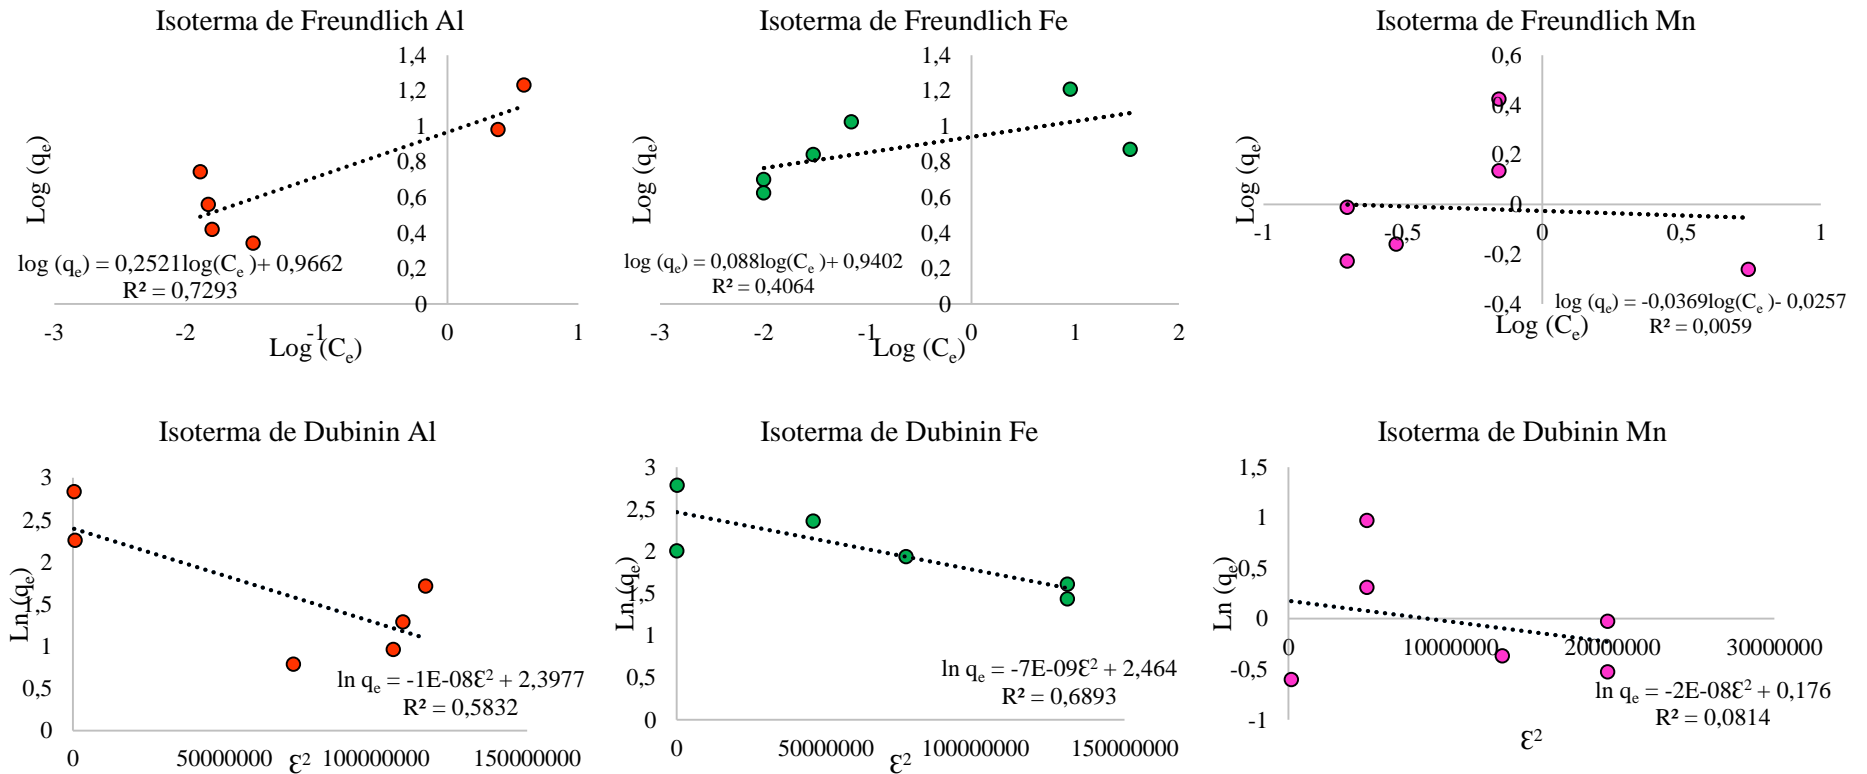 Isoterma de Freundlich Al
1,4
1,2
1
0,8
0,6
0,4
0,2
0
-3
-2
-1
0
1
Log (qₑ)
Log (Cₑ)
log (qₑ) = 0,2521log(Cₑ )+ 0,9662
R² = 0,7293
Isoterma de Freundlich Fe
1,4
1,2
1
0,8
0,6
0,4
0,2
0
-3
-2
-1
0
1
2
Log (qₑ)
Log (Cₑ)
log (qₑ) = 0,088log(Cₑ )+ 0,9402
R² = 0,4064
Isoterma de Freundlich Mn
0,6
0,4
0,2
0
-0,2
-0,4
-1
-0,5
0
0,5
1
Log (qₑ)
Log (Cₑ)
log (qₑ) = -0,0369log(Cₑ )- 0,0257
R² = 0,0059
Isoterma de Dubinin Al
3
2,5
2
1,5
1
0,5
0
0
50000000
100000000
150000000
Ln (qₑ)
Ɛ²
ln qₑ = -1E-08Ɛ² + 2,3977
R² = 0,5832
Isoterma de Dubinin Fe
3
2,5
2
1,5
1
0,5
0
0
50000000
100000000
150000000
Ln (qₑ)
Ɛ²
ln qₑ = -7E-09Ɛ² + 2,464
R² = 0,6893
Isoterma de Dubinin Mn
1,5
1
0,5
0
-0,5
-1
0
10000000
20000000
30000000
Ln (qₑ)
Ɛ²
ln qₑ = -2E-08Ɛ² + 0,176
R² = 0,0814